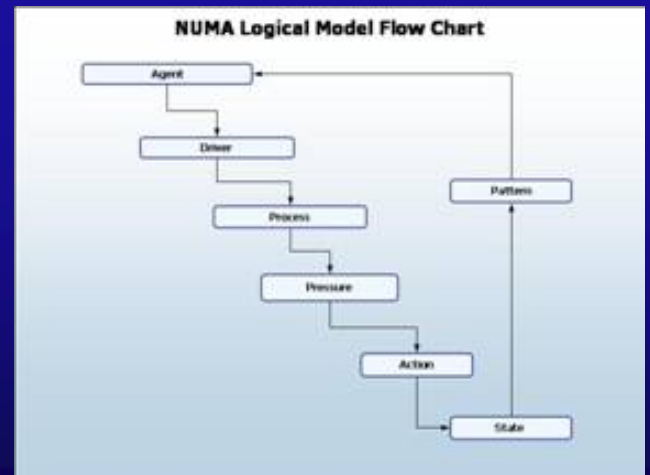 NUMA Logical Model Flow Chart
Agent
Driver
Process
Pressure
Action
State
Pattern